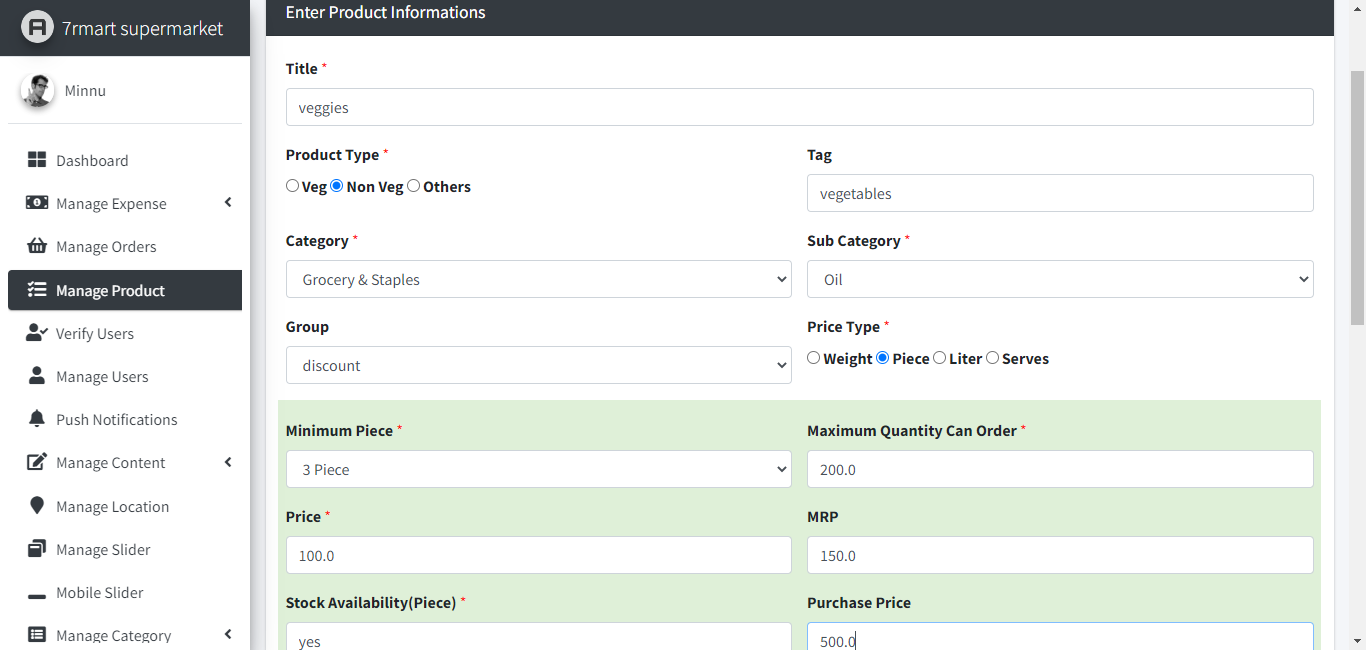 7rmart supermarket
Minnu
Dashboard
Manage Expense
Manage Orders
Manage Product
Verify Users
Manage Users
Push Notifications
Manage Content
Manage Location
Manage Slider
Mobile Slider
Manage Category
Enter Product Informations
Title *
veggies
Product Type *
Veg Non Veg Others
Tag
vegetables
Category *
Grocery & Staples
Sub Category *
Oil
Group
discount
Price Type *
Weight Piece Liter Serves
Minimum Piece *
3 Piece
Maximum Quantity Can Order *
200.0
Price *
100.0
MRP
150.0
Stock Availability(Piece) *
yes
Purchase Price
500.0